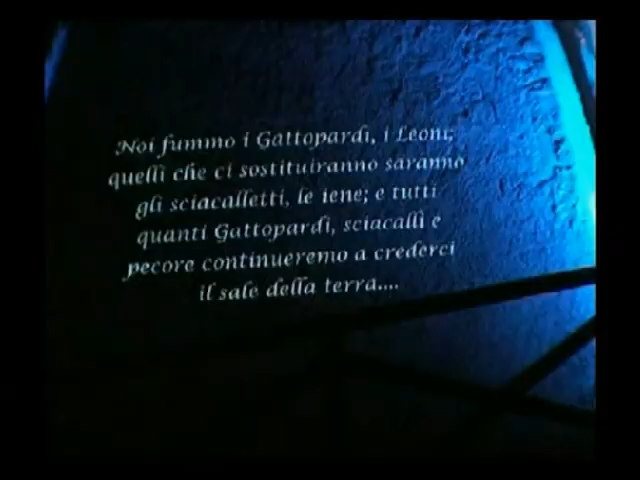 Noi fummo i Gattopardi, i Leoni;
quelli che ci sostituiranno saranno
gli sciacalletti, le iene; e tutti
quanti Gattopardi, sciacalli e
pecore continueremo a crederci
il sale della terra....